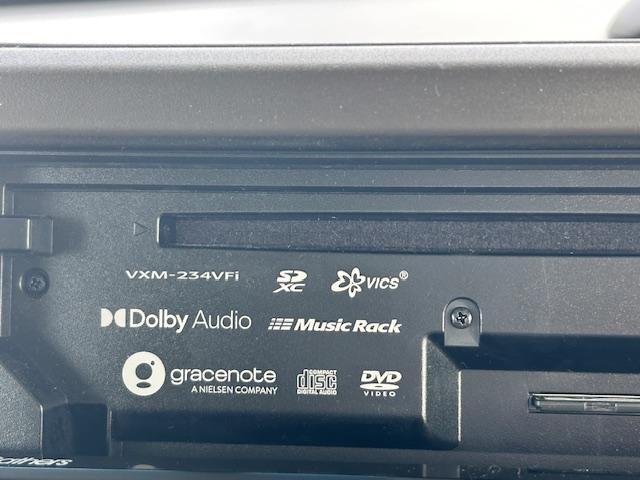 VXM-234VFi SD XC VICS®
Dolby Audio Music Rack
gracenote COMPACT disc DVD
A NIELSEN COMPANY DIGITAL AUDIO VIDEO